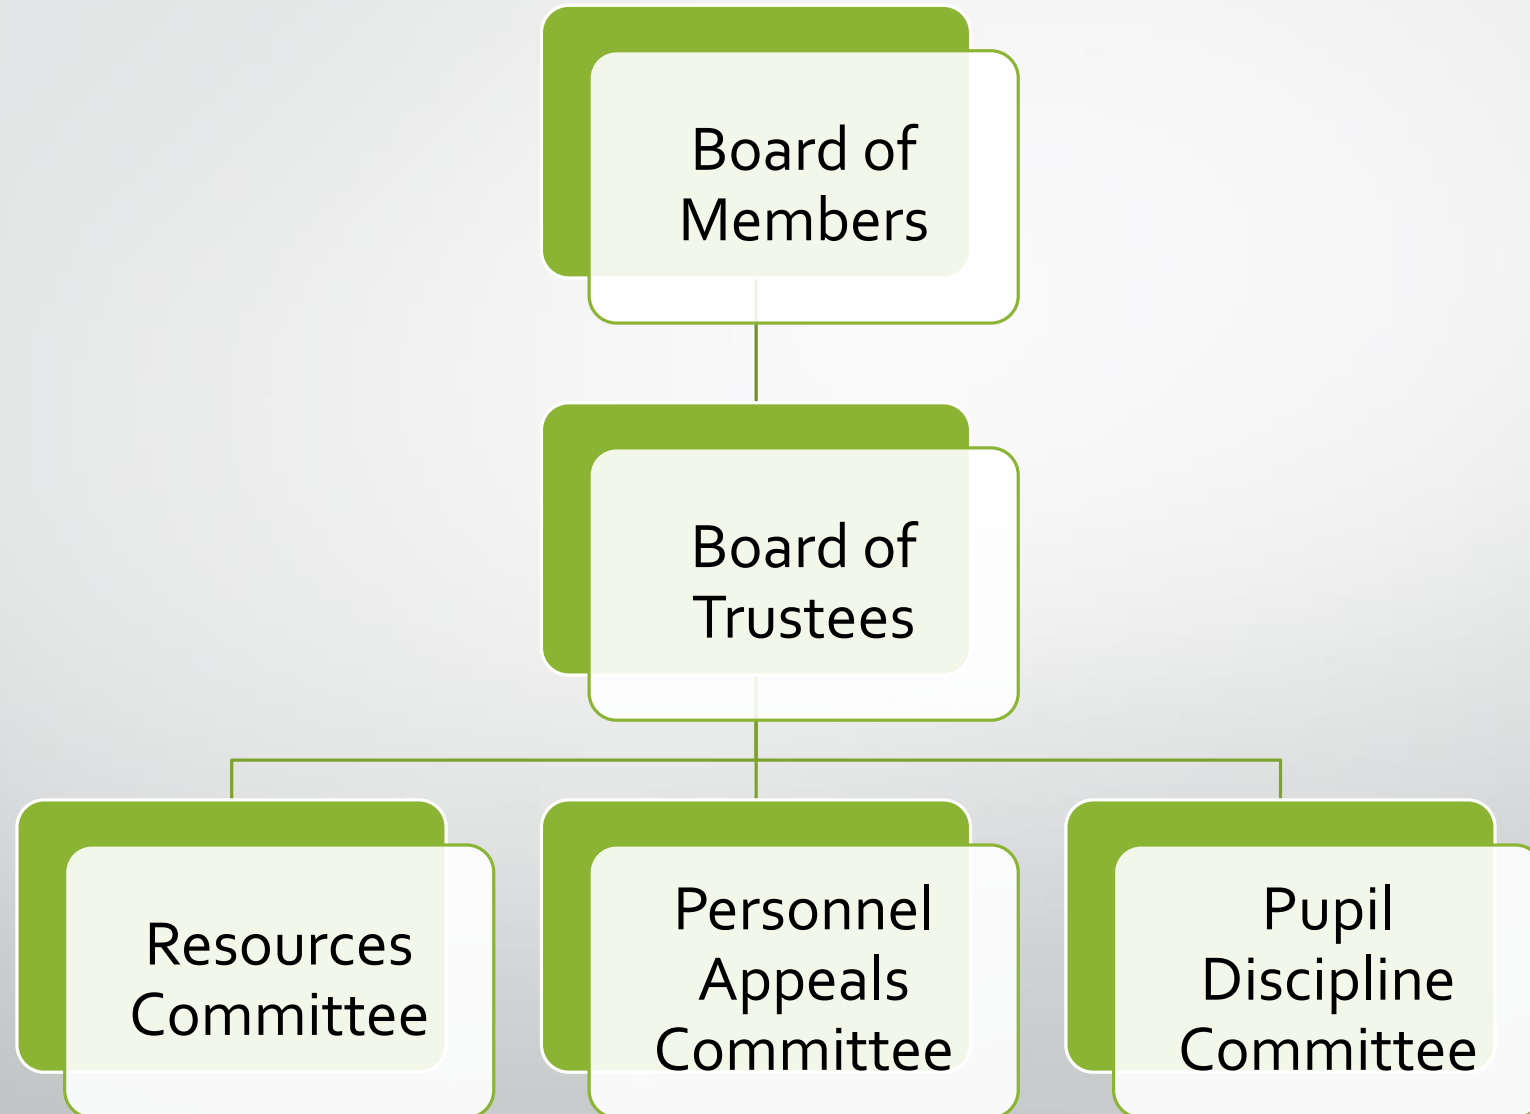 Board of
Members
Board of
Trustees
Resources
Committee
Personnel
Appeals
Committee
Pupil
Discipline
Committee